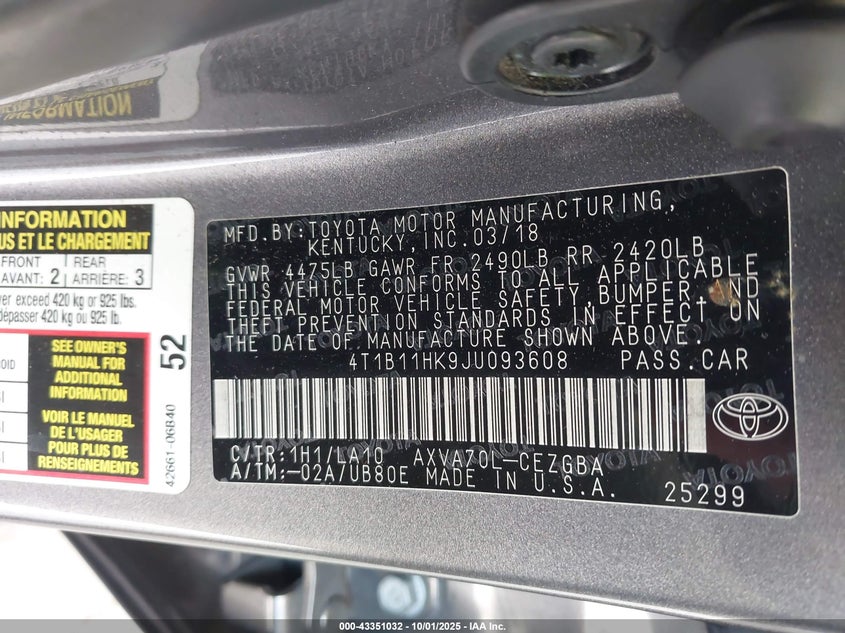 INFORMATION
INFORMATION
US ET LE CHARGEMENT
FRONT
AVANT: 2
REAR
ARRIÈRE: 3
ver exceed 420 kg or 925 lbs.
dépasser 420 kg ou 925 lb.
SEE OWNER'S
MANUAL FOR
ADDITIONAL
INFORMATION
VOIR LE MANUEL
DE L'USAGER
POUR PLUS DE
RENSEIGNEMENTS
52
42661-06B40
MFD.BY:TOYOTA MOTOR MANUFACTURING,
KENTUCKY,INC.03/18
GVWR 4475LB GAWR FR 2490LB RR 2420LB
THIS VEHICLE CONFORMS TO ALL APPLICABLE
FEDERAL MOTOR VEHICLE SAFETY,BUMPER, ND
THEFT PREVENTION STANDARDS IN EFFECT ON
THE DATE OF MANUFACTURE SHOWN ABOVE.
4T1B11HK9JU093608 PASS.CAR
C/TR:1H1/LA10 AXVA70L-CEZGBA
A/TM:-02A/UB80E MADE IN U.S.A.
25299
TOYOTA
000-43351032 - 10/01/2025 - IAA Inc.